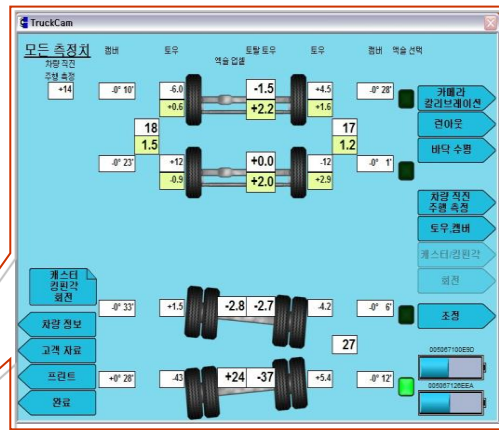 TruckCam
모든 측정치
캠버 토우 토탈 토우 토우 캠버 액슬 선택
차량 직진
주행 측정
액슬 업셀
+14
-0° 10' -6.0 -1.5 +4.5 -0° 28'
+0.6 +2.2 +1.6
카메라
칼리브레이션
18 17
런아웃
1.5 1.2
바닥 수평
-0° 23' +12 +0.0 -12 -0° 1'
-0.9 +2.0 +2.9
차량 직진
주행 측정
토우,캠버
캐스터/킹핀각
회전
캐스터
킹핀각
회전
-0° 33' +1.5 -2.8 -2.7 -4.2 -0° 6'
조정
차량 정보
27
고객 자료
005067100E9D
+0° 28' -43 +24 -37 +5.4 -0° 12'
프린트
005067126EEA
완료